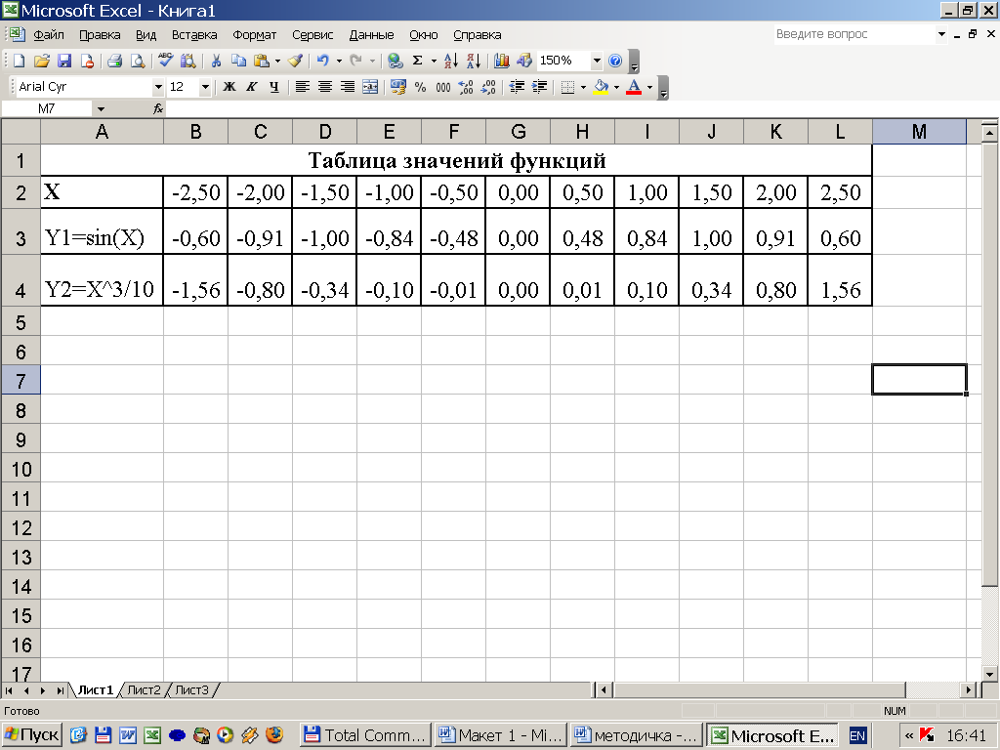 Microsoft Excel - Книга1
Файл Правка Вид Вставка Формат Сервис Данные Окно Справка Введите вопрос
150%
Arial Cyr 12 Ж К Ч % 000
M7 fx
A B C D E F G H I J K L M
1 Таблица значений функций
2 X -2,50 -2,00 -1,50 -1,00 -0,50 0,00 0,50 1,00 1,50 2,00 2,50
3 Y1=sin(X) -0,60 -0,91 -1,00 -0,84 -0,48 0,00 0,48 0,84 1,00 0,91 0,60
4 Y2=X^3/10 -1,56 -0,80 -0,34 -0,10 -0,01 0,00 0,01 0,10 0,34 0,80 1,56
5
6
7
8
9
10
11
12
13
14
15
16
17
Лист1 Лист2 Лист3
Готово NUM
Пуск Total Comm... Макет 1 - Mi... методичка -... Microsoft E... EN « 16:41